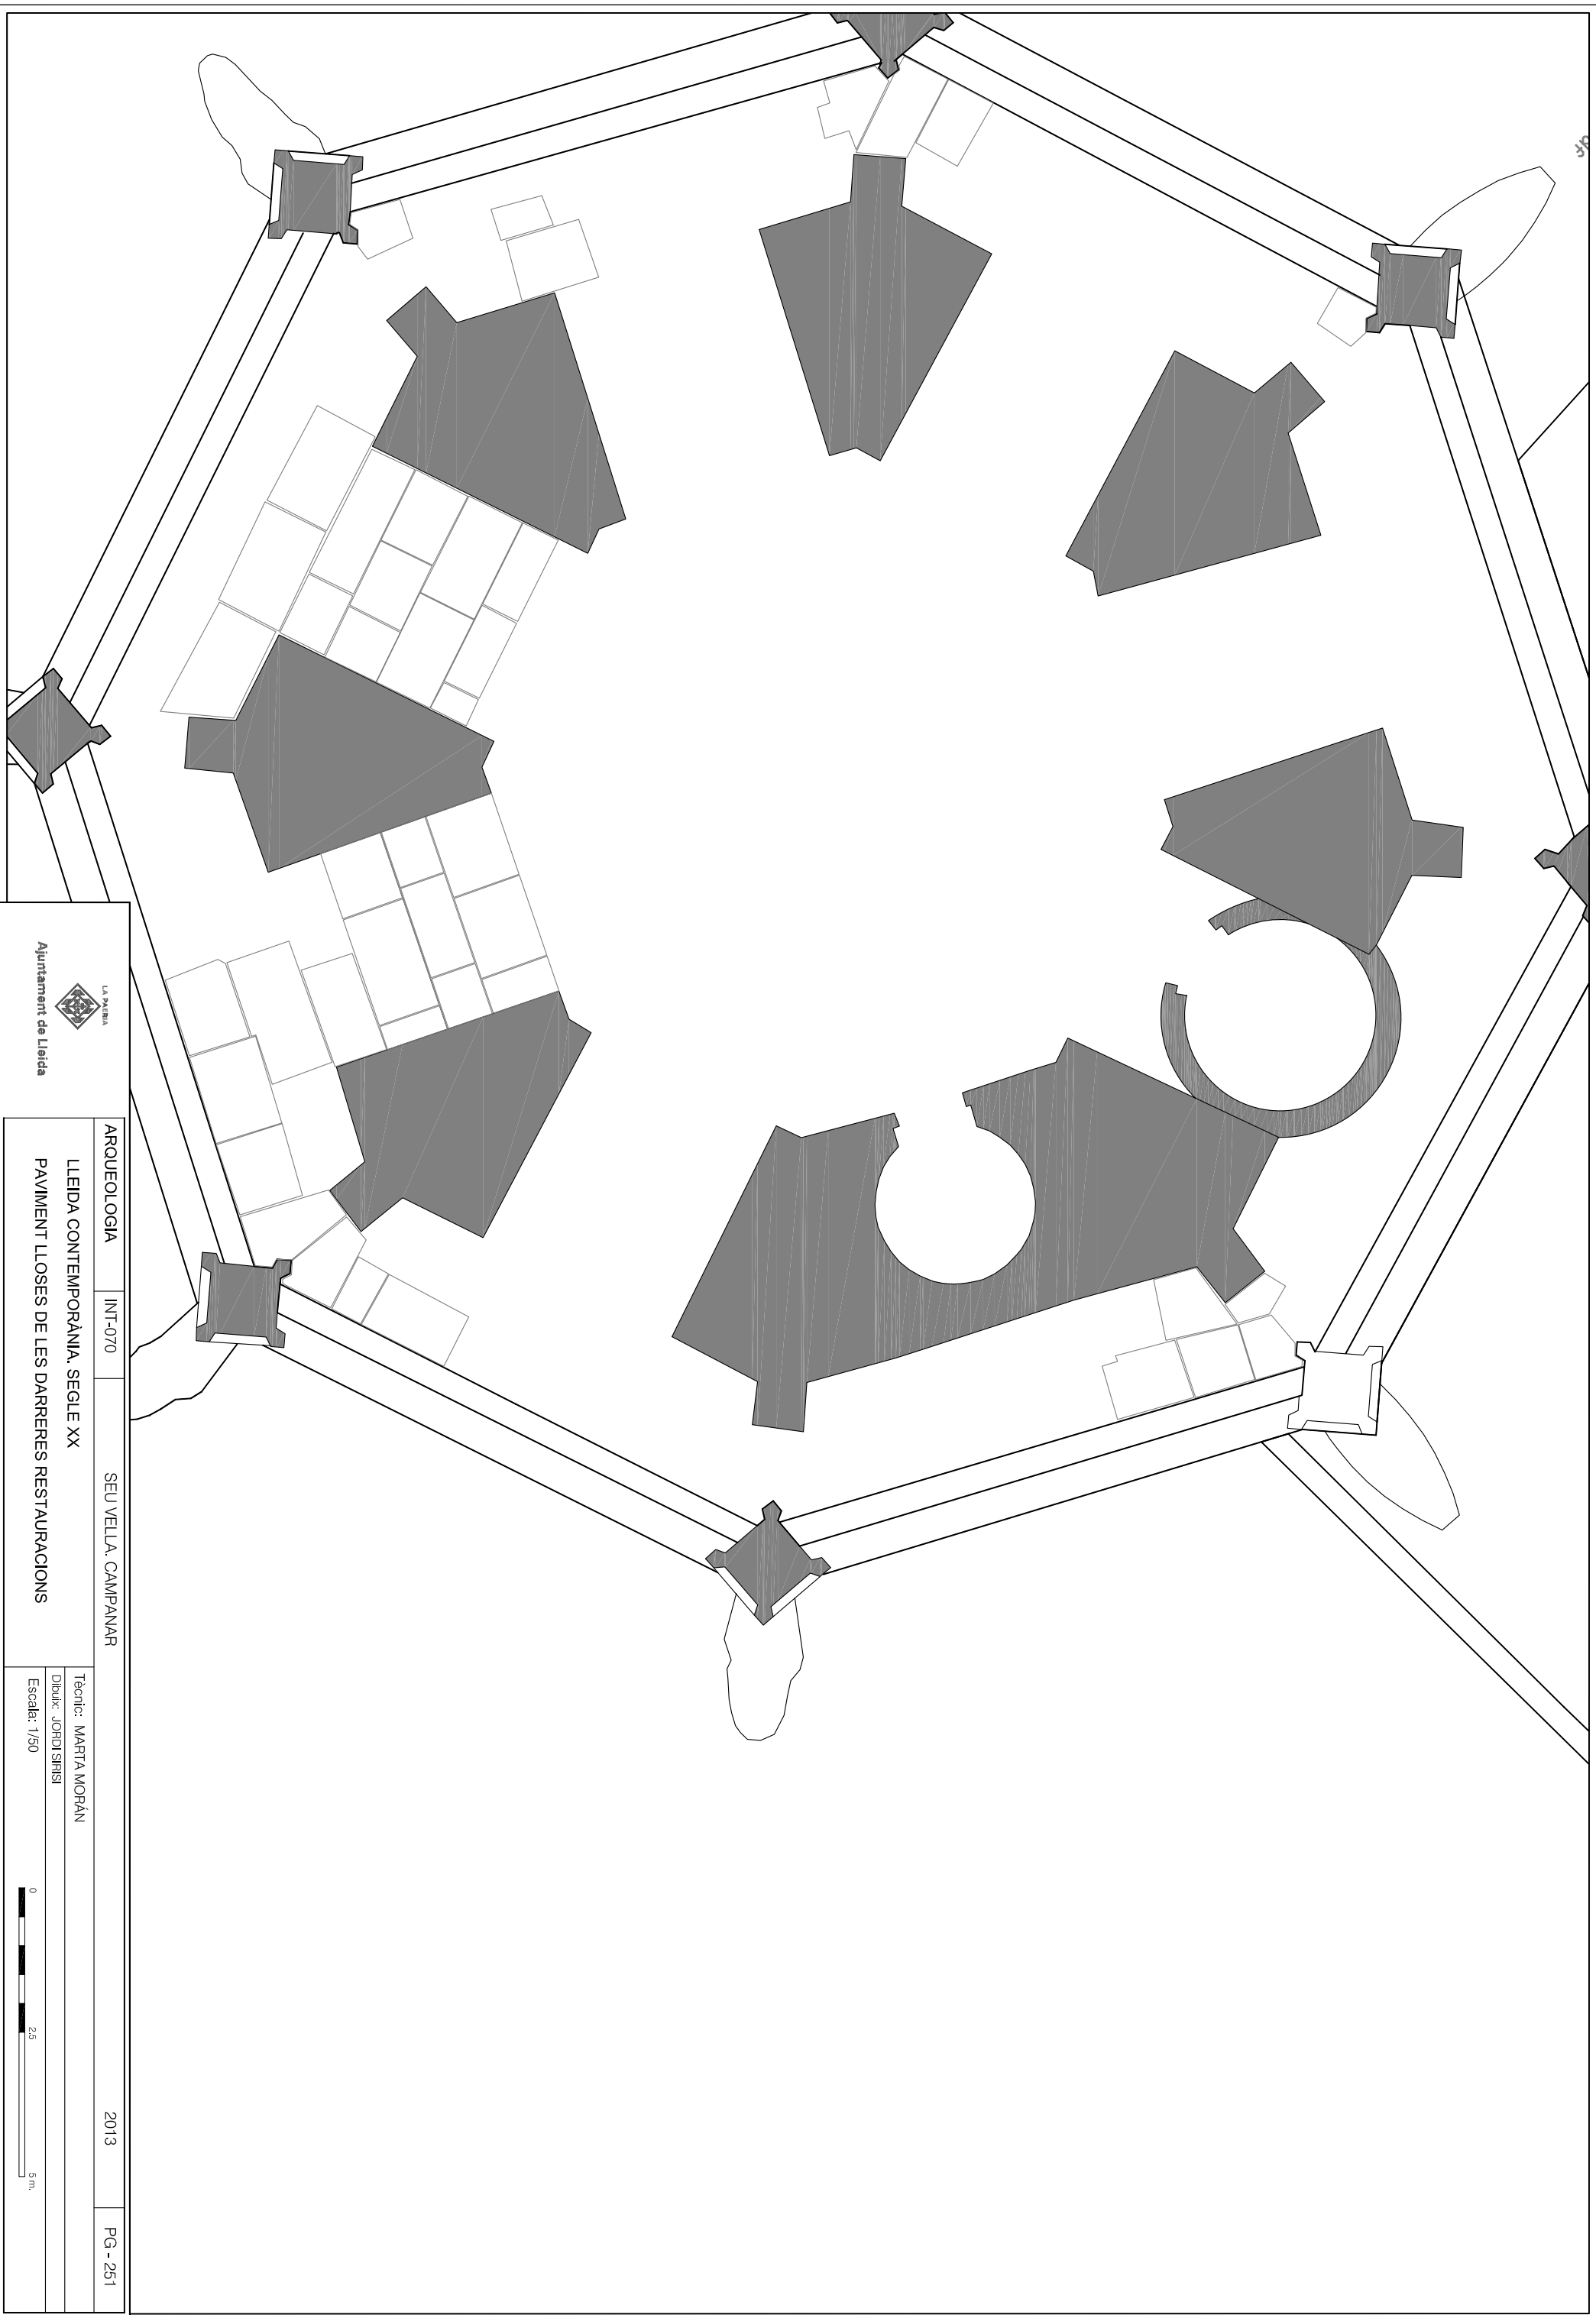 LA PAERIA
Ajuntament de Lleida
ARQUEOLOGIA
INT-070
SEU VELLA. CAMPANAR
2013
PG - 251
LLEIDA CONTEMPORÀNIA. SEGLE XX
PAVIMENT LLOSES DE LES DARRERES RESTAURACIONS
Tècnic: MARTA MORÁN
Dibuix: JORDI SIRISI
Escala: 1/50
0
2.5
5 m.